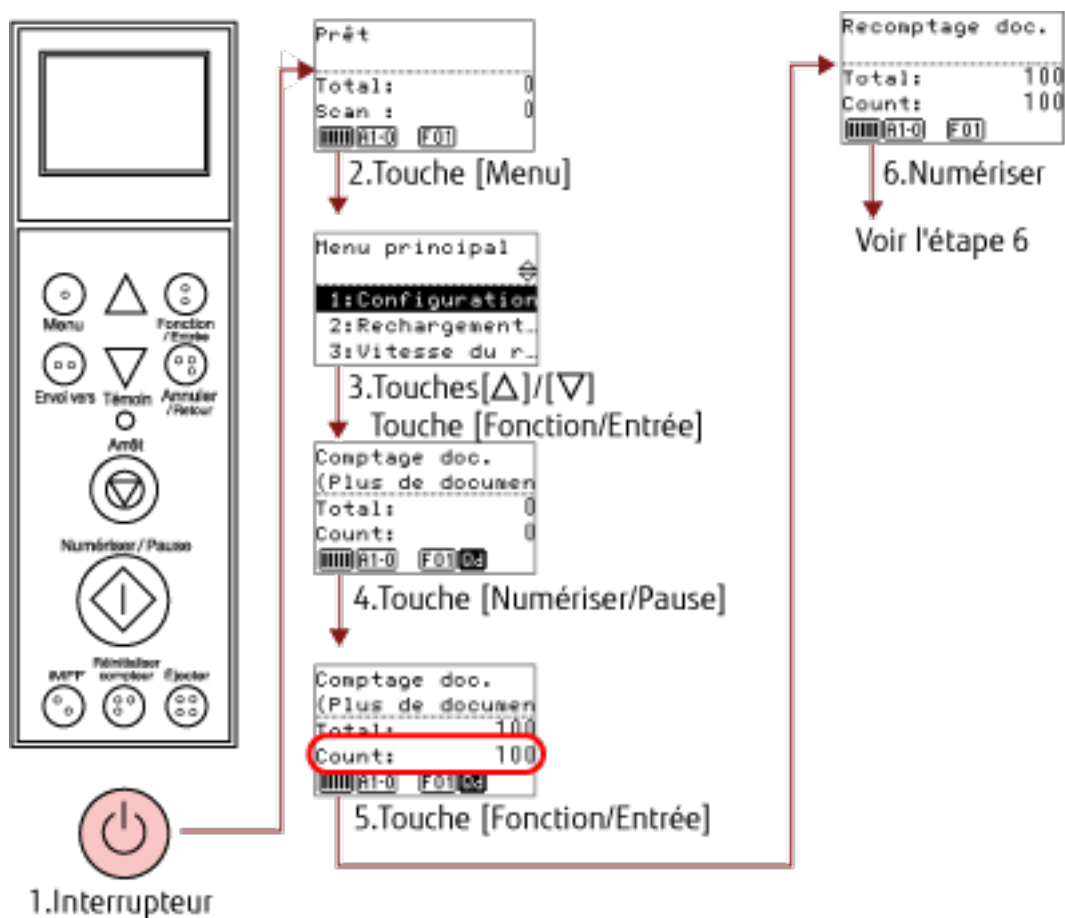 Menu
Fonction
/Entrée
Envoi vers
Témoin
Annuler
/Retour
Arrêt
Numériser / Pause
IMPF
Réinitialiser
compteur
Éjecter
1.Interrupteur
Prêt
Total: 0
Scan : 0
A1-0 F01
2.Touche [Menu]
Menu principal
1:Configuration
2:Rechargement…
3:Vitesse du r…
3.Touches[△]/[▽]
Touche [Fonction/Entrée]
Comptage doc.
(Plus de documen
Total: 0
Count: 0
A1-0 F01
4.Touche [Numériser/Pause]
Comptage doc.
(Plus de documen
Total: 100
Count: 100
A1-0 F01
5.Touche [Fonction/Entrée]
Recomptage doc.
Total: 100
Count: 100
A1-0 F01
6.Numériser
Voir l'étape 6